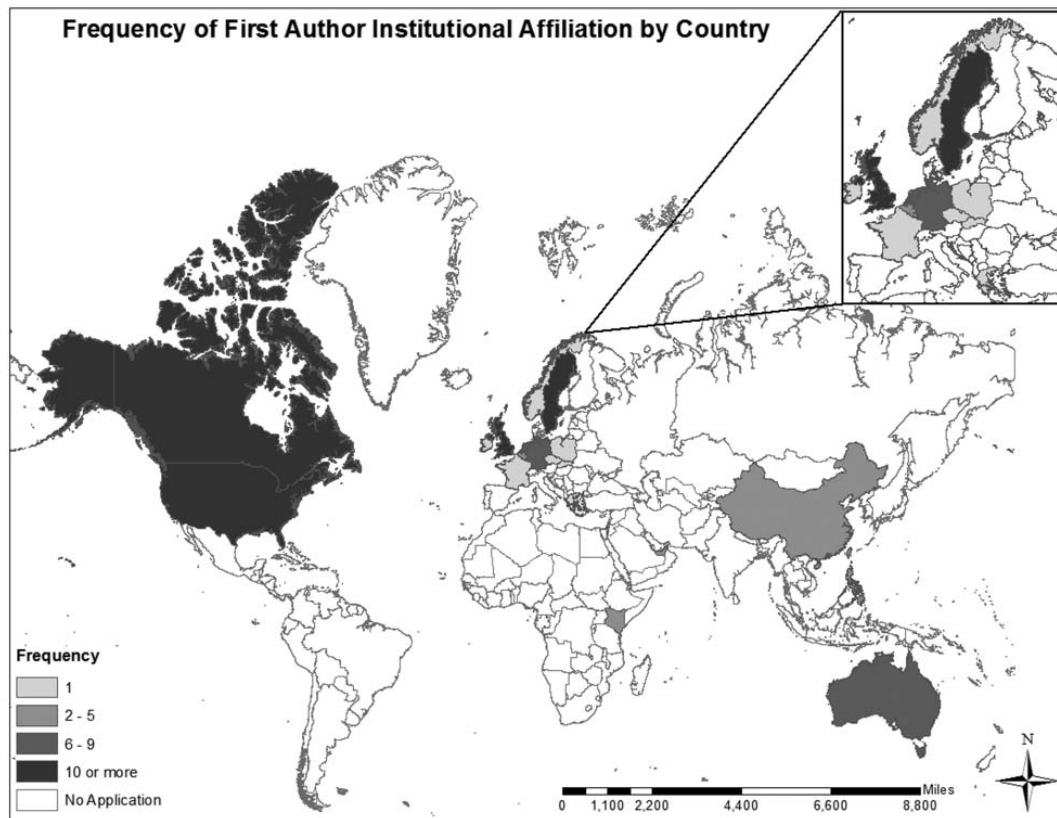 Frequency of First Author Institutional Affiliation by Country
Frequency
1
2 - 5
6 - 9
10 or more
No Application
N
Miles
0 1,100 2,200 4,400 6,600 8,800